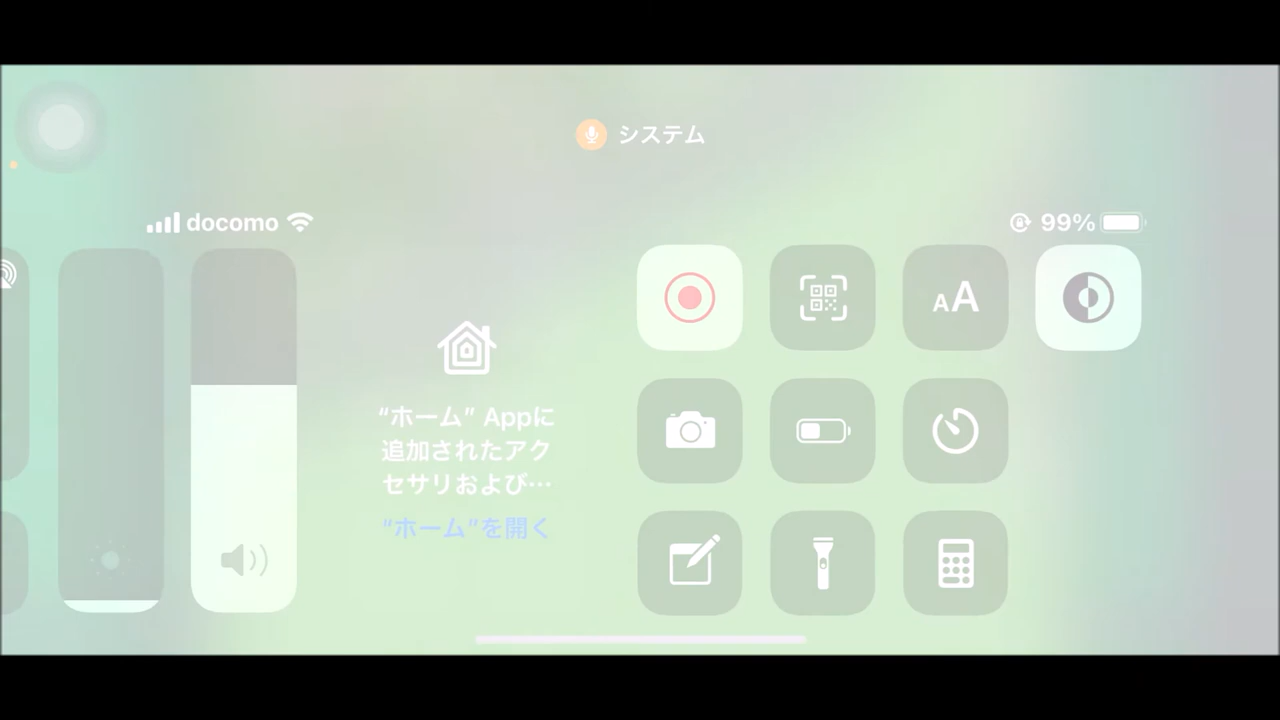 システム
docomo
99%
AA
“ホーム” Appに
追加されたアク
セサリおよび…
“ホーム”を開く